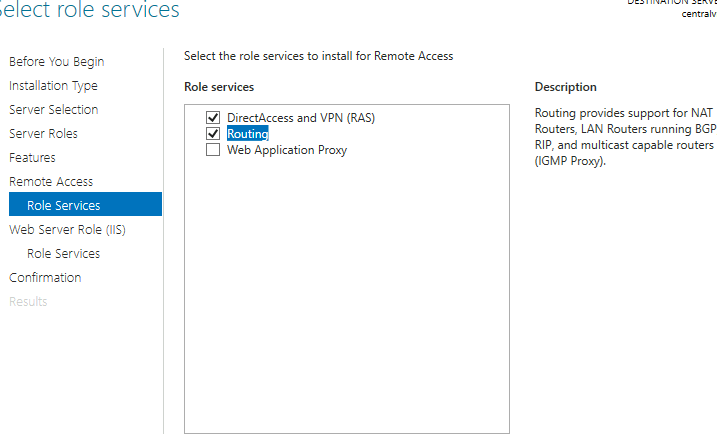 elect role services
DESTINATION SERVE
centralv
Before You Begin
Installation Type
Server Selection
Server Roles
Features
Remote Access
Role Services
Web Server Role (IIS)
Role Services
Confirmation
Results
Select the role services to install for Remote Access
Role services
DirectAccess and VPN (RAS)
Routing
Web Application Proxy
Description
Routing provides support for NAT
Routers, LAN Routers running BGP
RIP, and multicast capable routers
(IGMP Proxy).